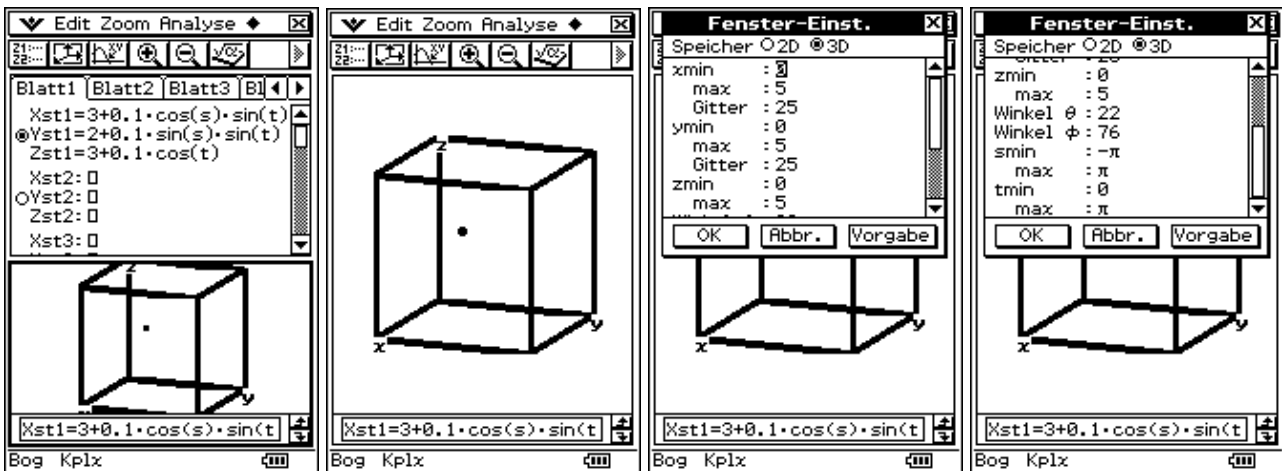 Edit Zoom Analyse
Blatt1 Blatt2 Blatt3 Bl
Xst1=3+0.1·cos(s)·sin(t)
Yst1=2+0.1·sin(s)·sin(t)
Zst1=3+0.1·cos(t)
Xst2:□
Yst2:□
Zst2:□
Xst3:□
z
y
Xst1=3+0.1·cos(s)·sin(t
Bog Kplx
Edit Zoom Analyse
z
y
x
Xst1=3+0.1·cos(s)·sin(t
Bog Kplx
Fenster-Einst.
Speicher 2D 3D
xmin :
max :5
Gitter :25
ymin :0
max :5
Gitter :25
zmin :0
max :5
OK Abbr. Vorgabe
y
x
Xst1=3+0.1·cos(s)·sin(t
Bog Kplx
Fenster-Einst.
Speicher 2D 3D
zmin :0
max :5
Winkel θ :22
Winkel ϕ :76
smin :-π
max :π
tmin :0
max :π
OK Abbr. Vorgabe
y
x
Xst1=3+0.1·cos(s)·sin(t
Bog Kplx